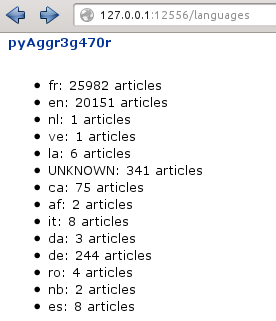 127.0.0.1:12556/languages
pyAggr3g470r
fr: 25982 articles
en: 20151 articles
nl: 1 articles
ve: 1 articles
la: 6 articles
UNKNOWN: 341 articles
ca: 75 articles
af: 2 articles
it: 8 articles
da: 3 articles
de: 244 articles
ro: 4 articles
nb: 2 articles
es: 8 articles